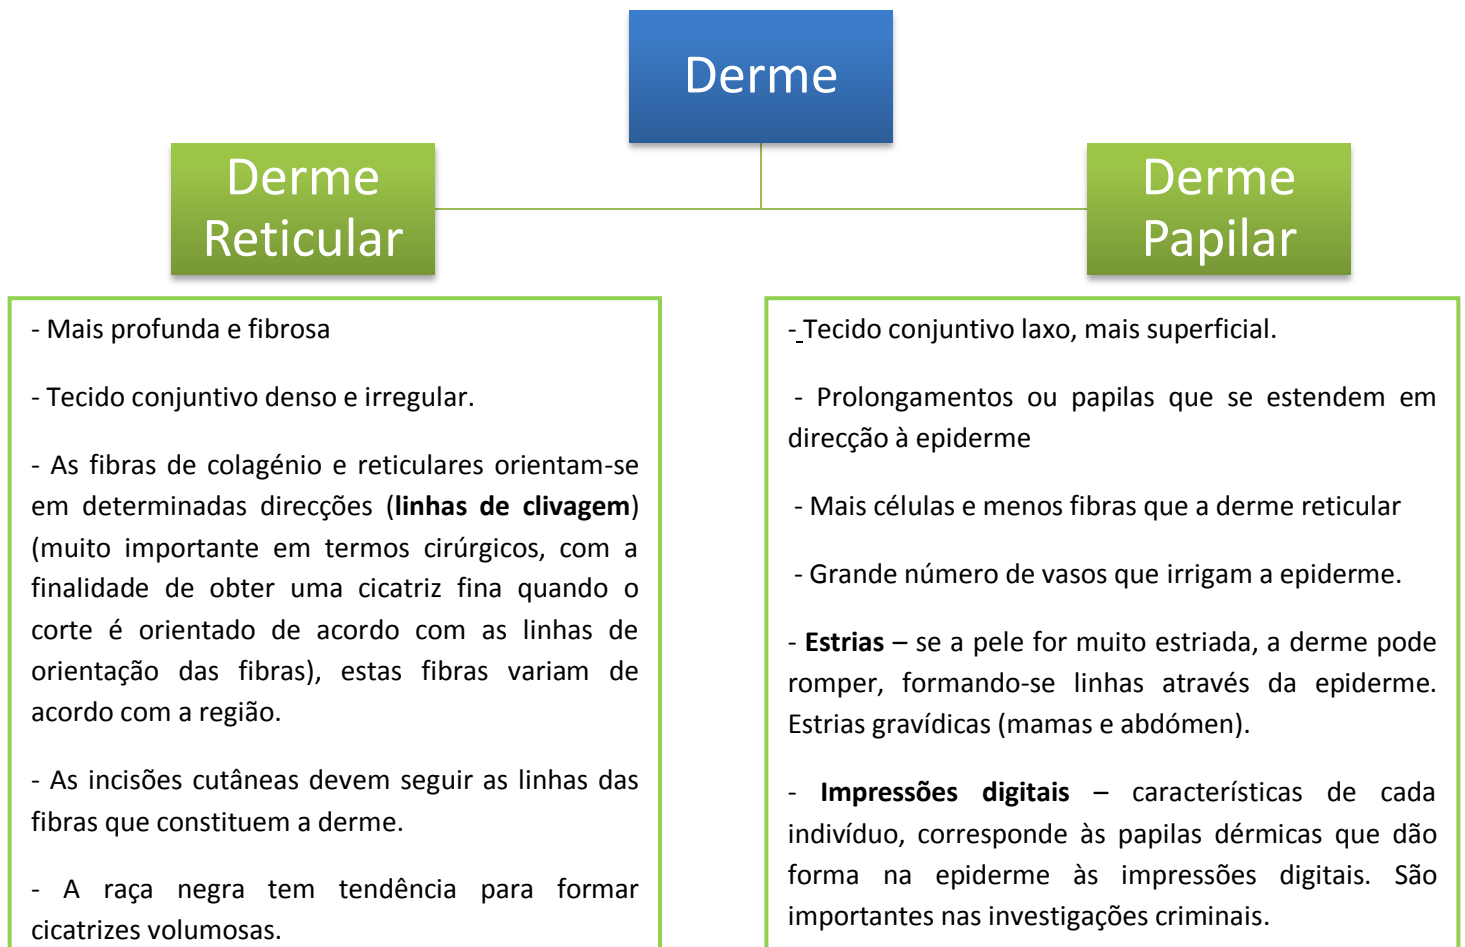 Derme
Derme
Reticular
Derme
Papilar
- Mais profunda e fibrosa
- Tecido conjuntivo denso e irregular.
- As fibras de colagénio e reticulares orientam-se
em determinadas direcções (linhas de clivagem)
(muito importante em termos cirúrgicos, com a
finalidade de obter uma cicatriz fina quando o
corte é orientado de acordo com as linhas de
orientação das fibras), estas fibras variam de
acordo com a região.
- As incisões cutâneas devem seguir as linhas das
fibras que constituem a derme.
- A raça negra tem tendência para formar
cicatrizes volumosas.
- Tecido conjuntivo laxo, mais superficial.
- Prolongamentos ou papilas que se estendem em
direcção à epiderme
- Mais células e menos fibras que a derme reticular
- Grande número de vasos que irrigam a epiderme.
- Estrias – se a pele for muito estriada, a derme pode
romper, formando-se linhas através da epiderme.
Estrias gravídicas (mamas e abdómen).
- Impressões digitais – características de cada
indivíduo, corresponde às papilas dérmicas que dão
forma na epiderme às impressões digitais. São
importantes nas investigações criminais.